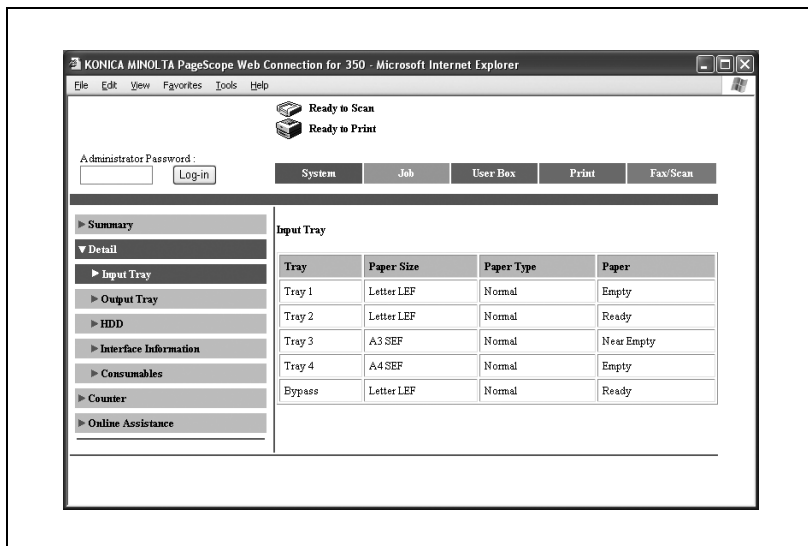 KONICA MINOLTA PageScope Web Connection for 350 - Microsoft Internet Explorer
File Edit View Favorites Tools Help
Ready to Scan
Ready to Print
Administrator Password :
Log-in
System Job User Box Print Fax/Scan
Summary
Detail
Input Tray
Output Tray
HDD
Interface Information
Consumables
Counter
Online Assistance
Input Tray
Tray Paper Size Paper Type Paper
Tray 1 Letter LEF Normal Empty
Tray 2 Letter LEF Normal Ready
Tray 3 A3 SEF Normal Near Empty
Tray 4 A4 SEF Normal Empty
Bypass Letter LEF Normal Ready